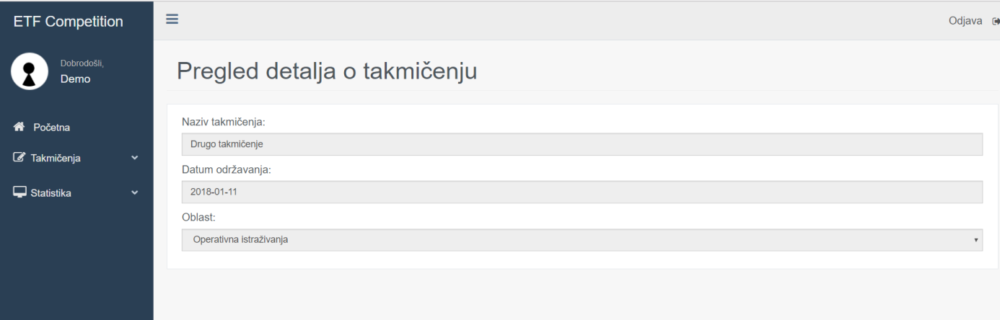 ETF Competition
Odjava
Dobrodošli,
Demo
Početna
Takmičenja
Statistika
Pregled detalja o takmičenju
Naziv takmičenja:
Drugo takmičenje
Datum održavanja:
2018-01-11
Oblast:
Operativna istraživanja